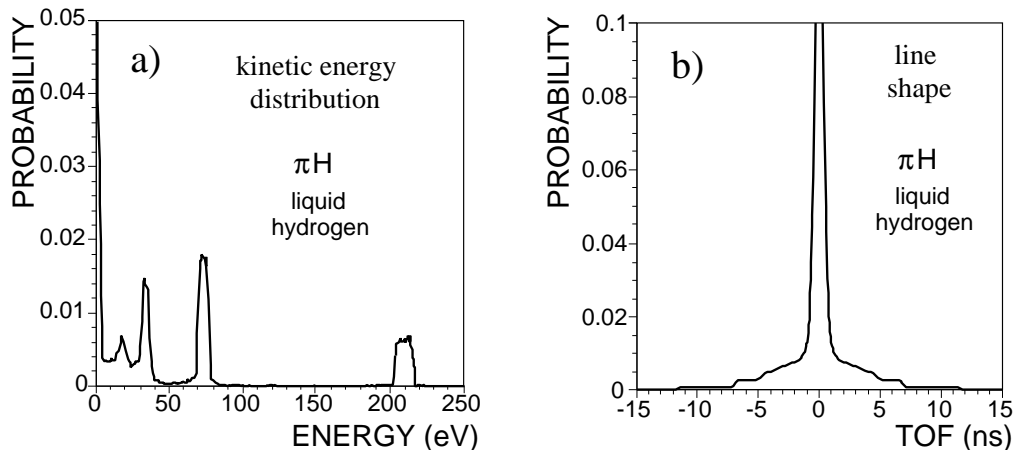 PROBABILITY
0.05
0.04
0.03
0.02
0.01
0
a)
kinetic energy
distribution
πH
liquid
hydrogen
0 50 100 150 200 250
ENERGY (eV)
PROBABILITY
0.1
0.08
0.06
0.04
0.02
0
b)
line
shape
πH
liquid
hydrogen
-15 -10 -5 0 5 10 15
TOF (ns)